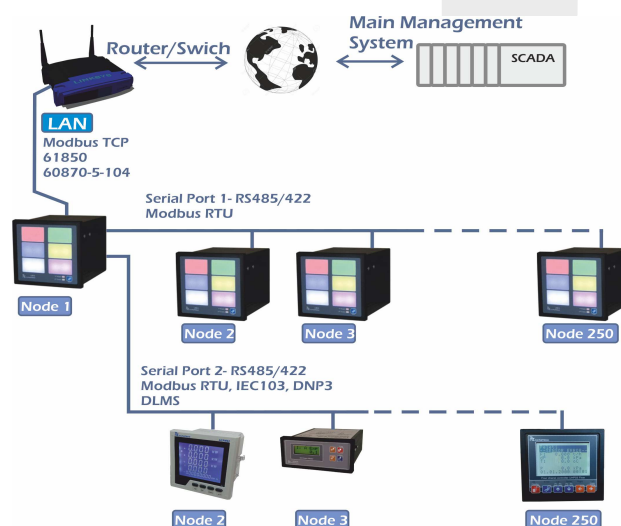 Main Management
System
Router/Swich
SCADA
LAN
Modbus TCP
61850
60870-5-104
Serial Port 1- RS485/422
Modbus RTU
Node 1
Node 2
Node 3
Node 250
Serial Port 2- RS485/422
Modbus RTU, IEC103, DNP3
DLMS
Node 2
Node 3
Node 250